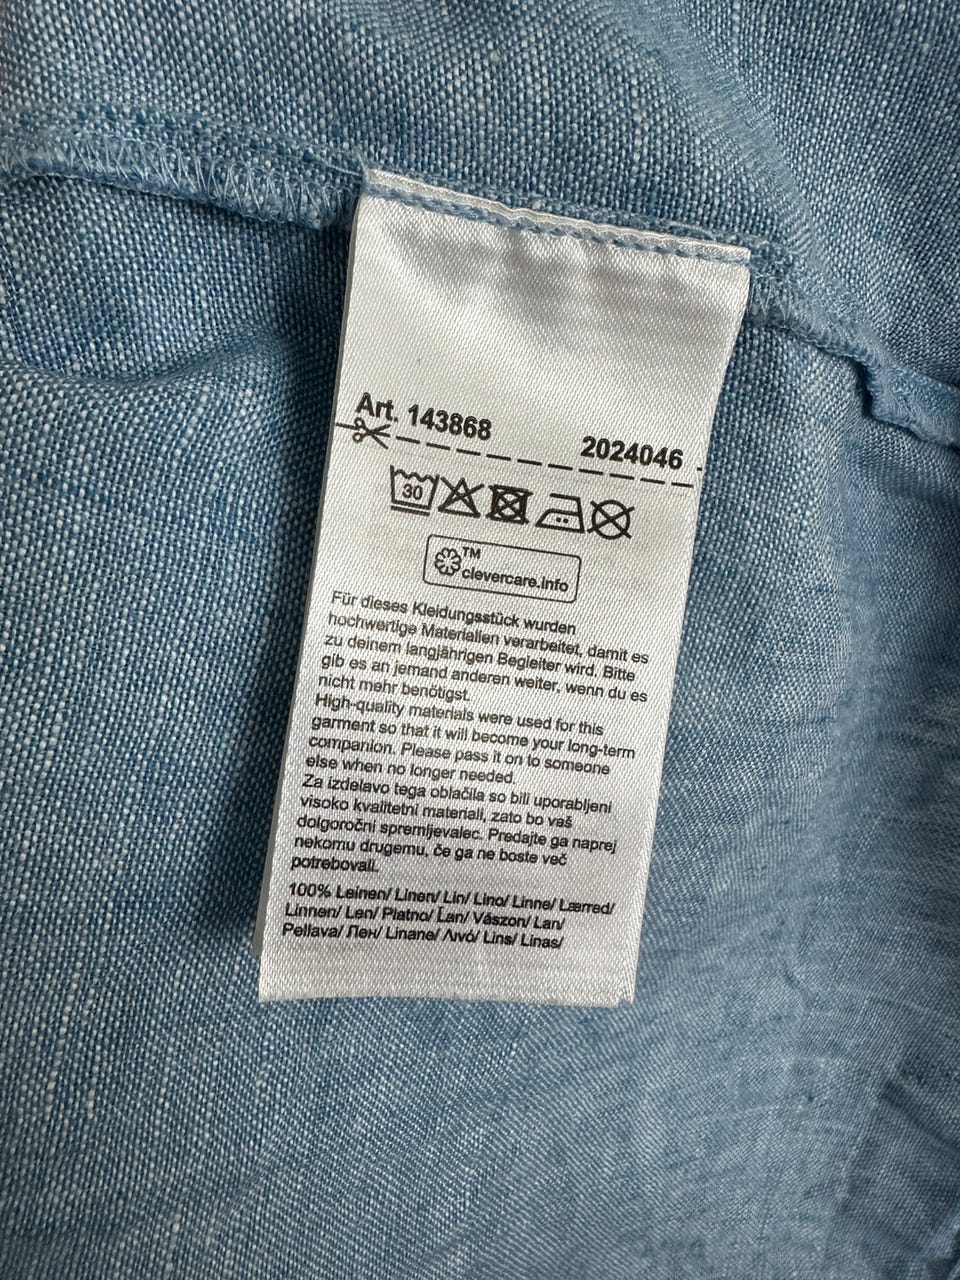 Art. 143868
2024046
30
TM
clevercare.info
Für dieses Kleidungsstück wurden
hochwertige Materialien verarbeitet, damit es
zu deinem langjährigen Begleiter wird. Bitte
gib es an jemand anderen weiter, wenn du es
nicht mehr benötigst.
High-quality materials were used for this
garment so that it will become your long-term
companion. Please pass it on to someone
else when no longer needed.
Za izdelavo tega oblačila so bili uporabljeni
visoko kvalitetni materiali, zato bo vaš
dolgoročni spremljevalec. Predajte ga naprej
nekomu drugemu, če ga ne boste več
potrebovali.
100% Leinen/ Linen/ Lin/ Lino/ Linne/ Lærred/
Linnen/ Len/ Platno/ Ľan/ Vászon/ Lan/
Pellava/ Лен/ Linane/ Λινό/ Lins/ Linas/